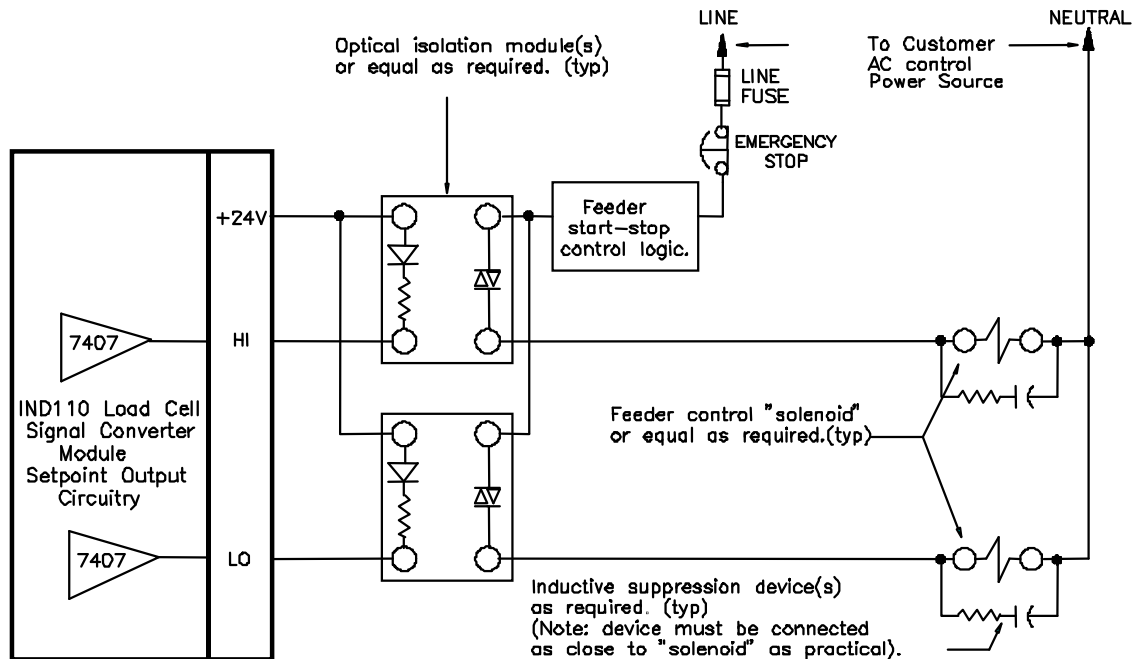 LINE
NEUTRAL
Optical isolation module(s)
or equal as required. (typ)
To Customer
AC control
Power Source
LINE
FUSE
EMERGENCY
STOP
+24V
Feeder
start-stop
control logic.
7407
HI
IND110 Load Cell
Signal Converter
Module
Setpoint Output
Circuitry
Feeder control "solenoid"
or equal as required.(typ)
7407
LO
Inductive suppression device(s)
as required. (typ)
(Note: device must be connected
as close to "solenoid" as practical).